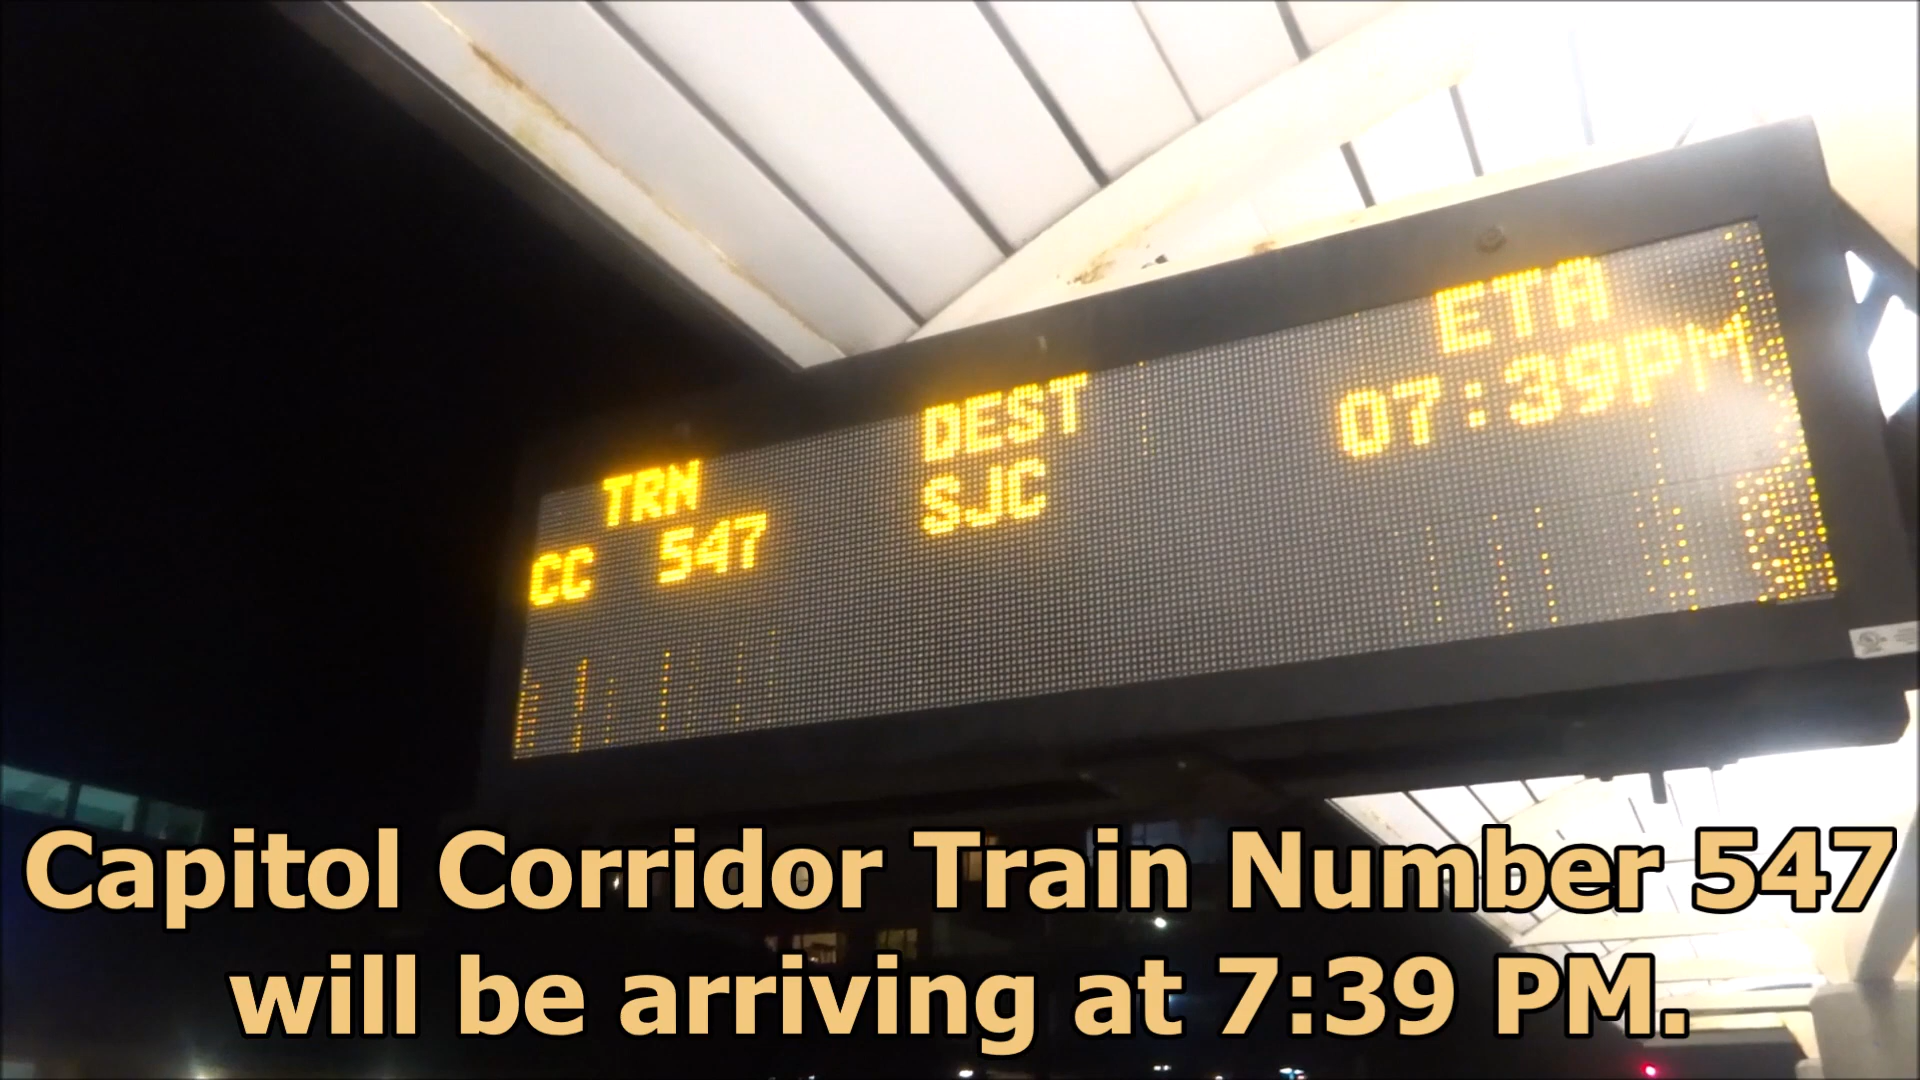 TRN DEST ETA
CC 547 SJC 07:39PM
Capitol Corridor Train Number 547
will be arriving at 7:39 PM.